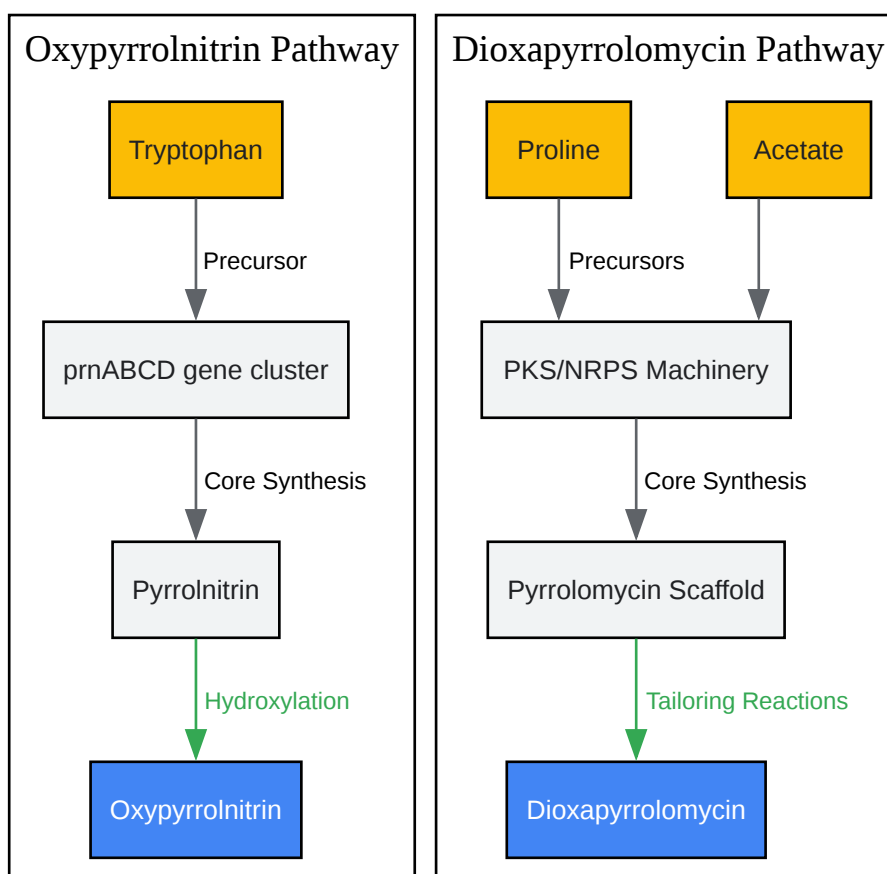 Oxypyrrolnitrin Pathway
Tryptophan
Precursor
prnABCD gene cluster
Core Synthesis
Pyrrolnitrin
Hydroxylation
Oxypyrrolnitrin
Dioxapyrrolomycin Pathway
Proline
Acetate
Precursors
PKS/NRPS Machinery
Core Synthesis
Pyrrolomycin Scaffold
Tailoring Reactions
Dioxapyrrolomycin